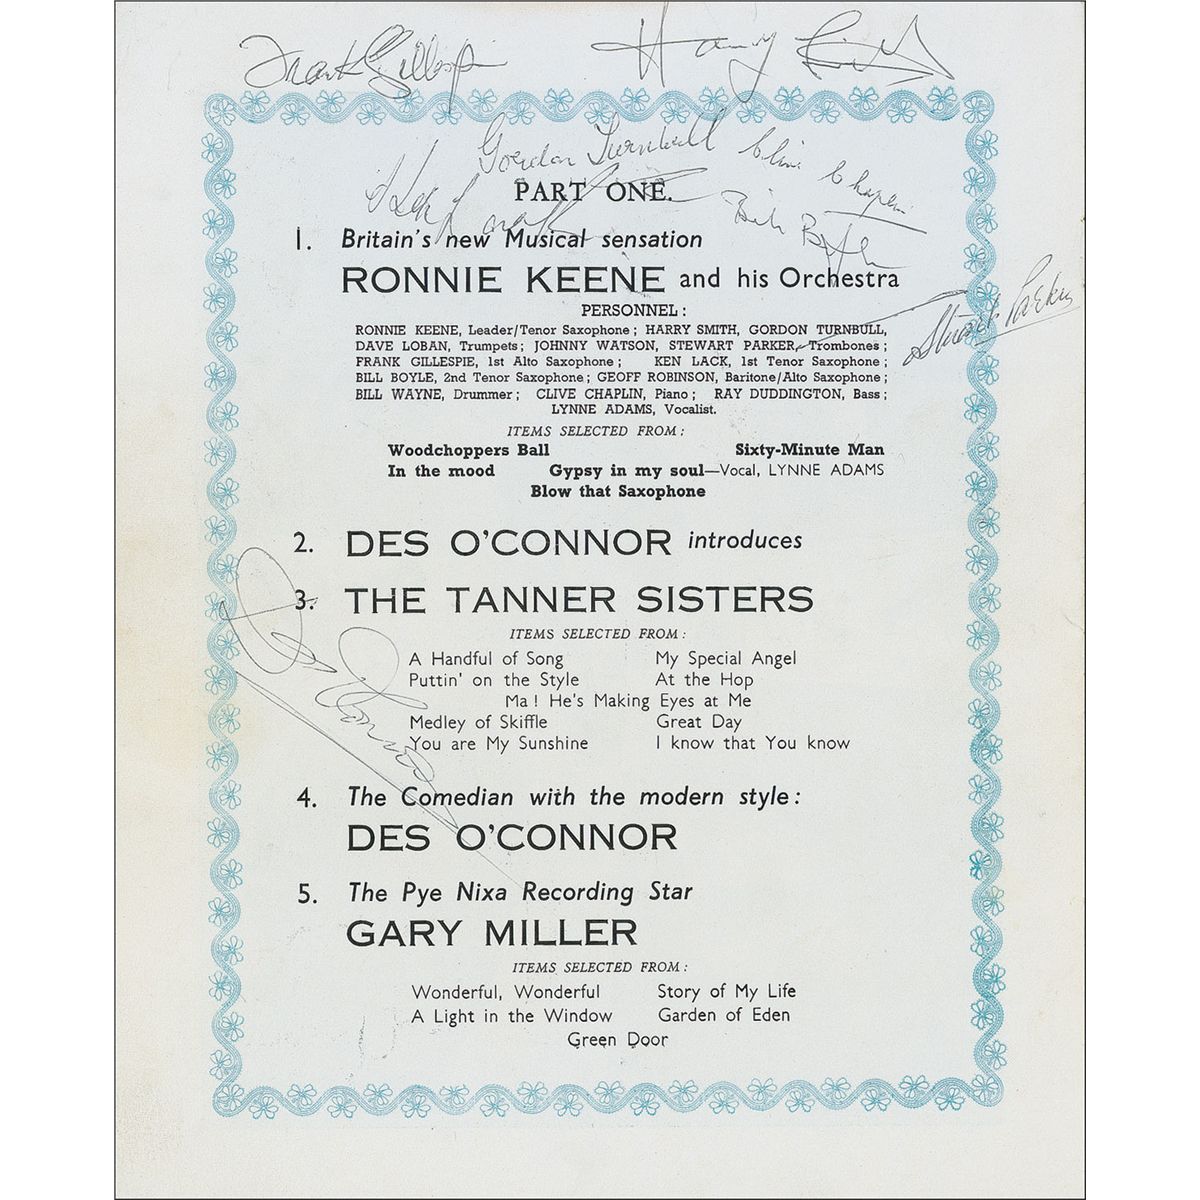 Frank Gillespie
Harry Smith
Gordon Turnbull
Clive Chaplin
PART ONE.
Bill Boyle
1. Britain's new Musical sensation
RONNIE KEENE and his Orchestra
Stuart Parker
PERSONNEL :
RONNIE KEENE, Leader/Tenor Saxophone ; HARRY SMITH, GORDON TURNBULL,
DAVE LOBAN, Trumpets ; JOHNNY WATSON, STEWART PARKER, Trombones ;
FRANK GILLESPIE, 1st Alto Saxophone ; KEN LACK, 1st Tenor Saxophone ;
BILL BOYLE, 2nd Tenor Saxophone ; GEOFF ROBINSON, Baritone/Alto Saxophone ;
BILL WAYNE, Drummer ; CLIVE CHAPLIN, Piano ; RAY DUDDINGTON, Bass ;
LYNNE ADAMS, Vocalist.
ITEMS SELECTED FROM :
Woodchoppers Ball Sixty-Minute Man
In the mood Gypsy in my soul—Vocal, LYNNE ADAMS
Blow that Saxophone
2. DES O'CONNOR introduces
3. THE TANNER SISTERS
ITEMS SELECTED FROM :
A Handful of Song My Special Angel
Puttin' on the Style At the Hop
Ma ! He's Making Eyes at Me
Medley of Skiffle Great Day
You are My Sunshine I know that You know
Des O'Connor
4. The Comedian with the modern style :
DES O'CONNOR
5. The Pye Nixa Recording Star
GARY MILLER
ITEMS SELECTED FROM :
Wonderful, Wonderful Story of My Life
A Light in the Window Garden of Eden
Green Door